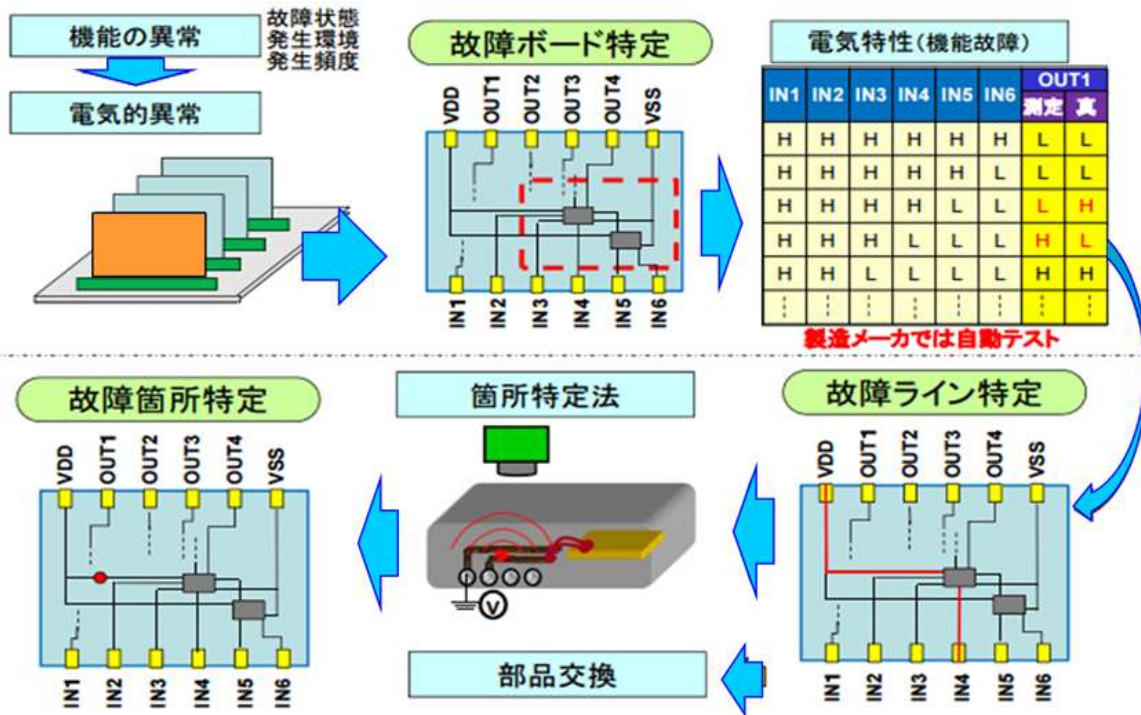 機能の異常
故障状態
発生環境
発生頻度
電気的異常
故障ボード特定
VDD
OUT1
OUT2
OUT3
OUT4
VSS
IN1
IN2
IN3
IN4
IN5
IN6
電気特性(機能故障)
IN1 IN2 IN3 IN4 IN5 IN6 OUT1
測定 真
H H H H H H L L
H H H H H L L L
H H H H L L L H
H H H L L L H L
H H L L L L H H
製造メーカでは自動テスト
故障箇所特定
VDD
OUT1
OUT2
OUT3
OUT4
VSS
IN1
IN2
IN3
IN4
IN5
IN6
箇所特定法
V
部品交換
故障ライン特定
VDD
OUT1
OUT2
OUT3
OUT4
VSS
IN1
IN2
IN3
IN4
IN5
IN6